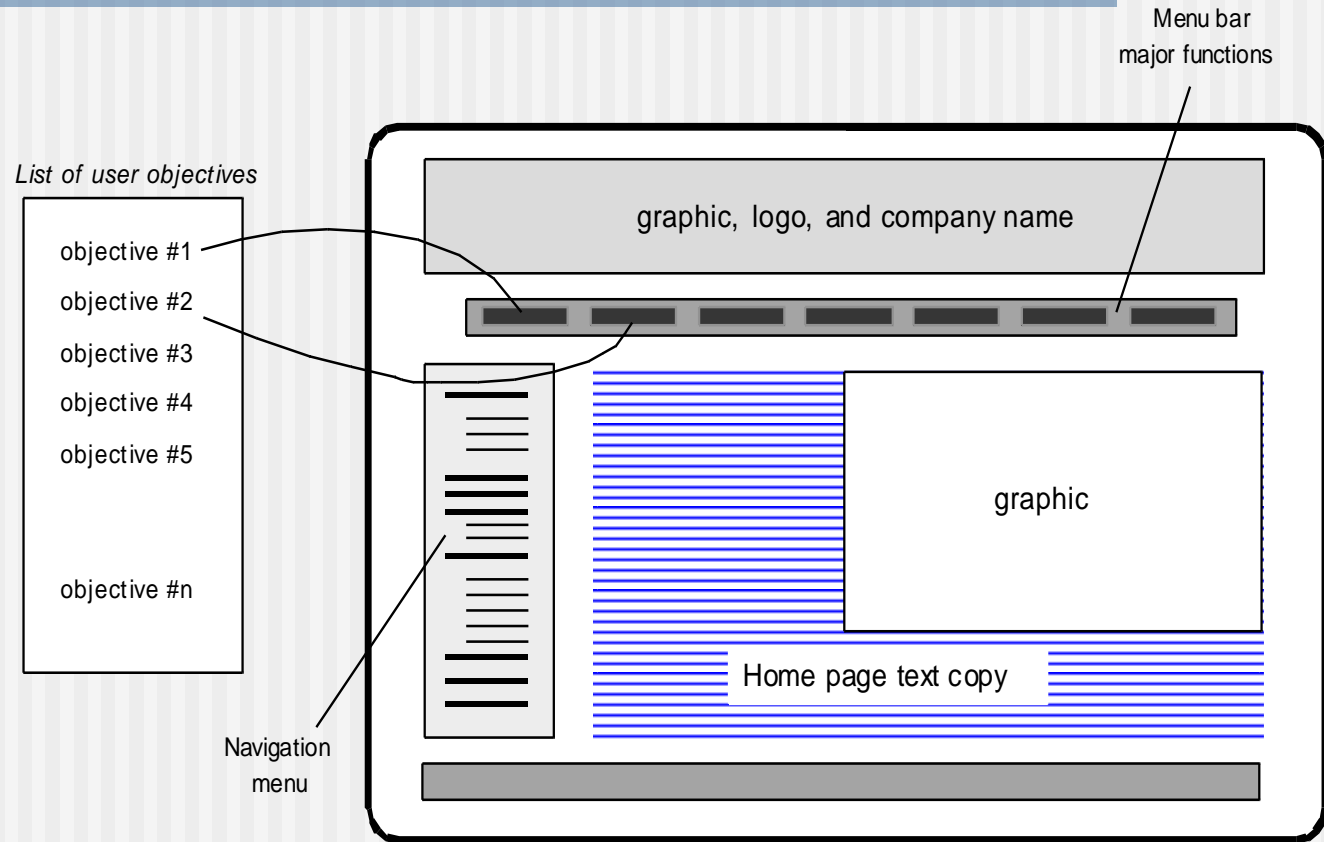 Menu bar
major functions
List of user objectives
graphic, logo, and company name
objective #1
objective #2
objective #3
objective #4
objective #5
graphic
objective #n
Home page text copy
Navigation
menu